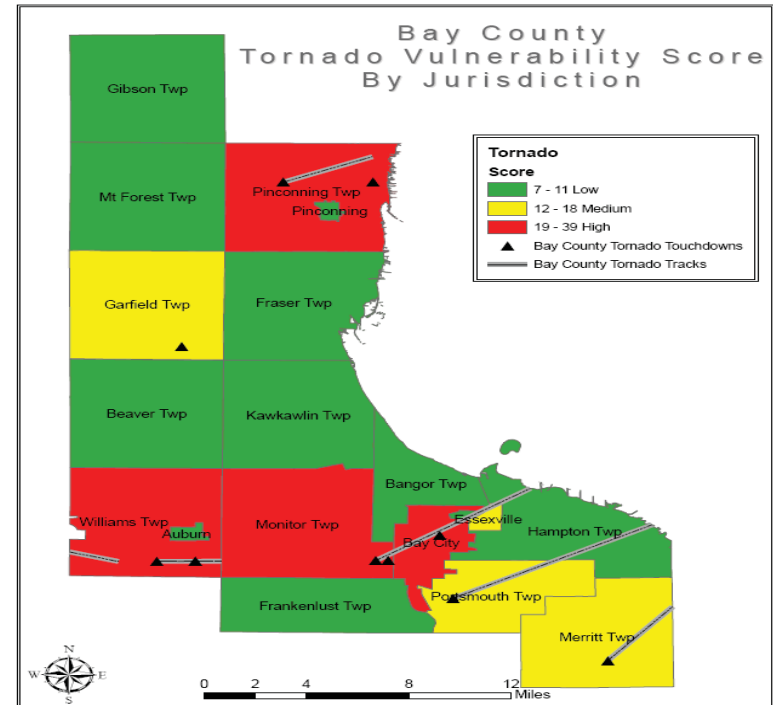 Bay County
Tornado Vulnerability Score
By Jurisdiction
Gibson Twp
Tornado
Score
7 - 11 Low
12 - 18 Medium
19 - 39 High
Bay County Tornado Touchdowns
Bay County Tornado Tracks
Mt Forest Twp
Pinconning Twp
Pinconning
Garfield Twp
Fraser Twp
Beaver Twp
Kawkawlin Twp
Bangor Twp
Williams Twp
Auburn
Monitor Twp
Essexville
Bay City
Hampton Twp
Frankenlust Twp
Portsmouth Twp
Merritt Twp
N
W
E
S
0 2 4 8 12
Miles